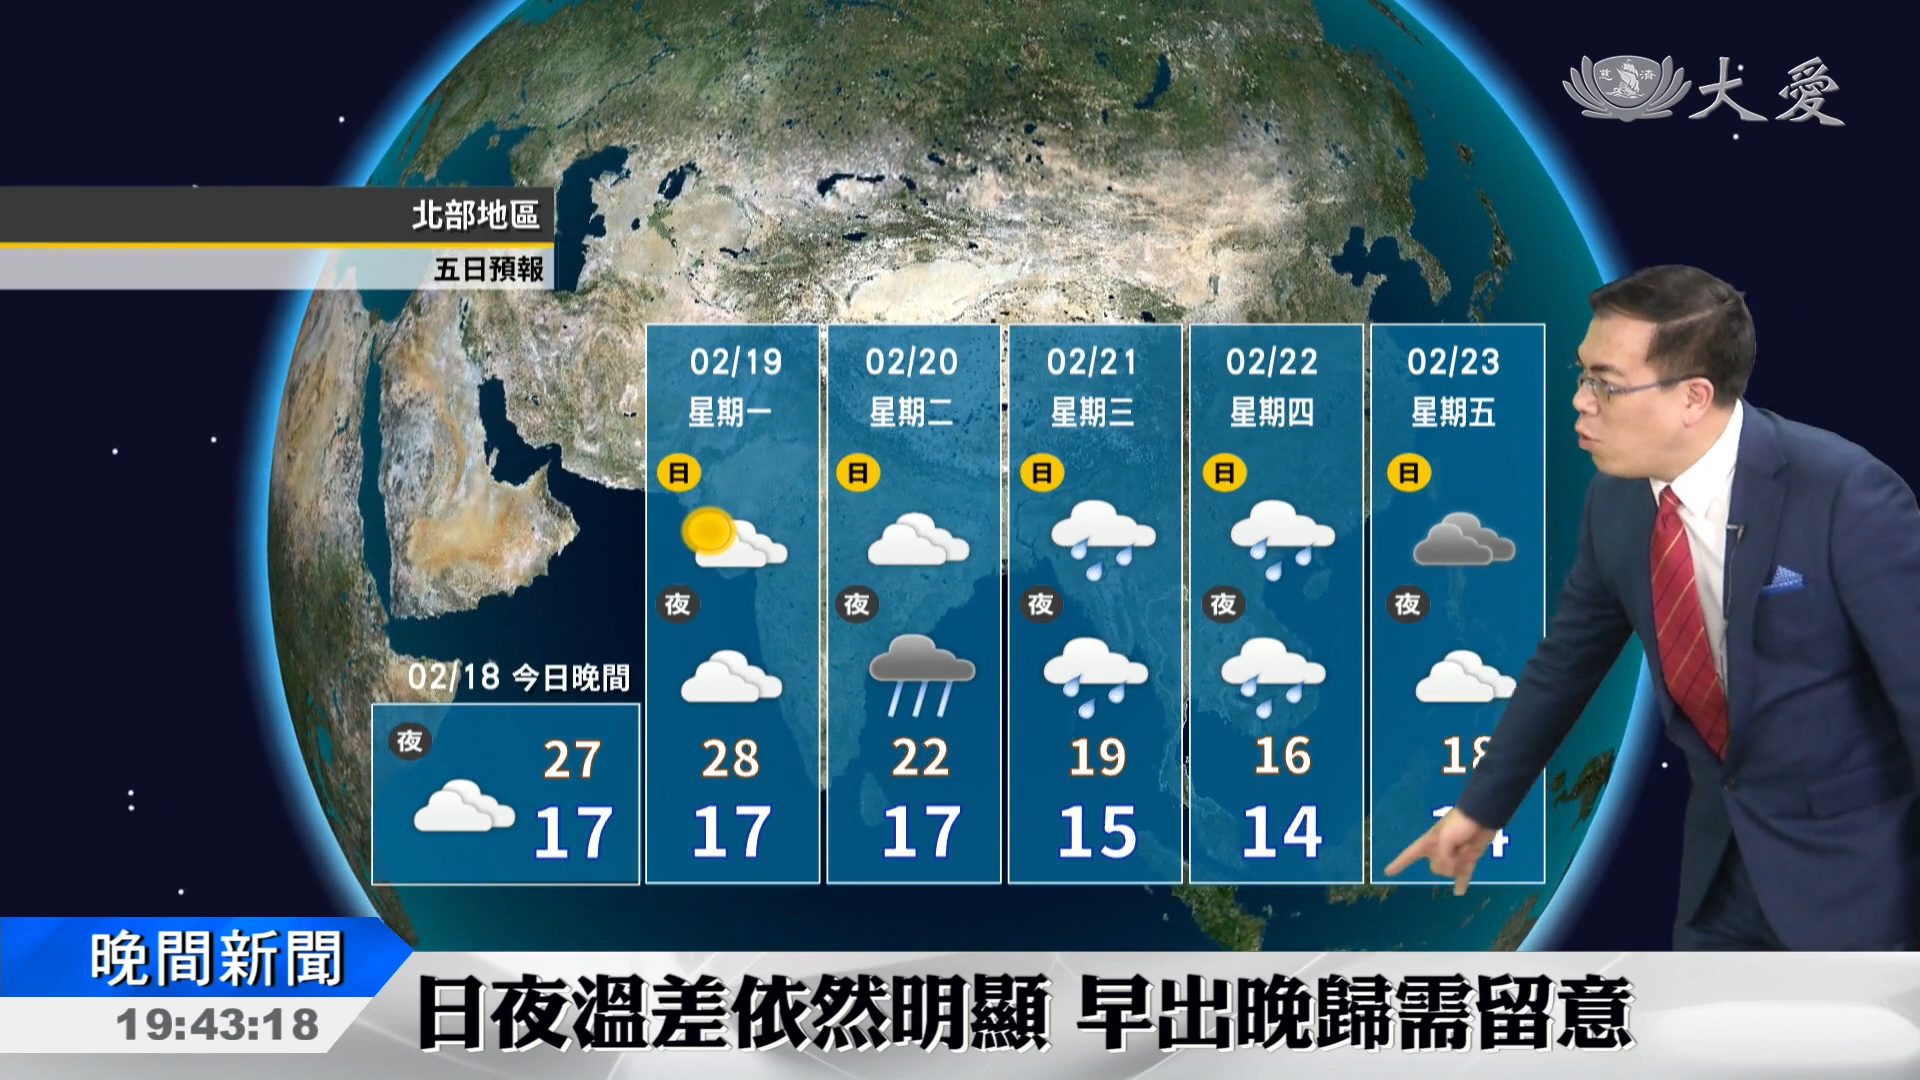 慈 濟
大愛
北部地區
五日預報
02/19
星期一
日
夜
28
17
02/20
星期二
日
夜
22
17
02/21
星期三
日
夜
19
15
02/22
星期四
日
夜
16
14
02/23
星期五
日
夜
02/18 今日晚間
夜
27
17
晚間新聞
19:43:18
日夜溫差依然明顯 早出晚歸需留意